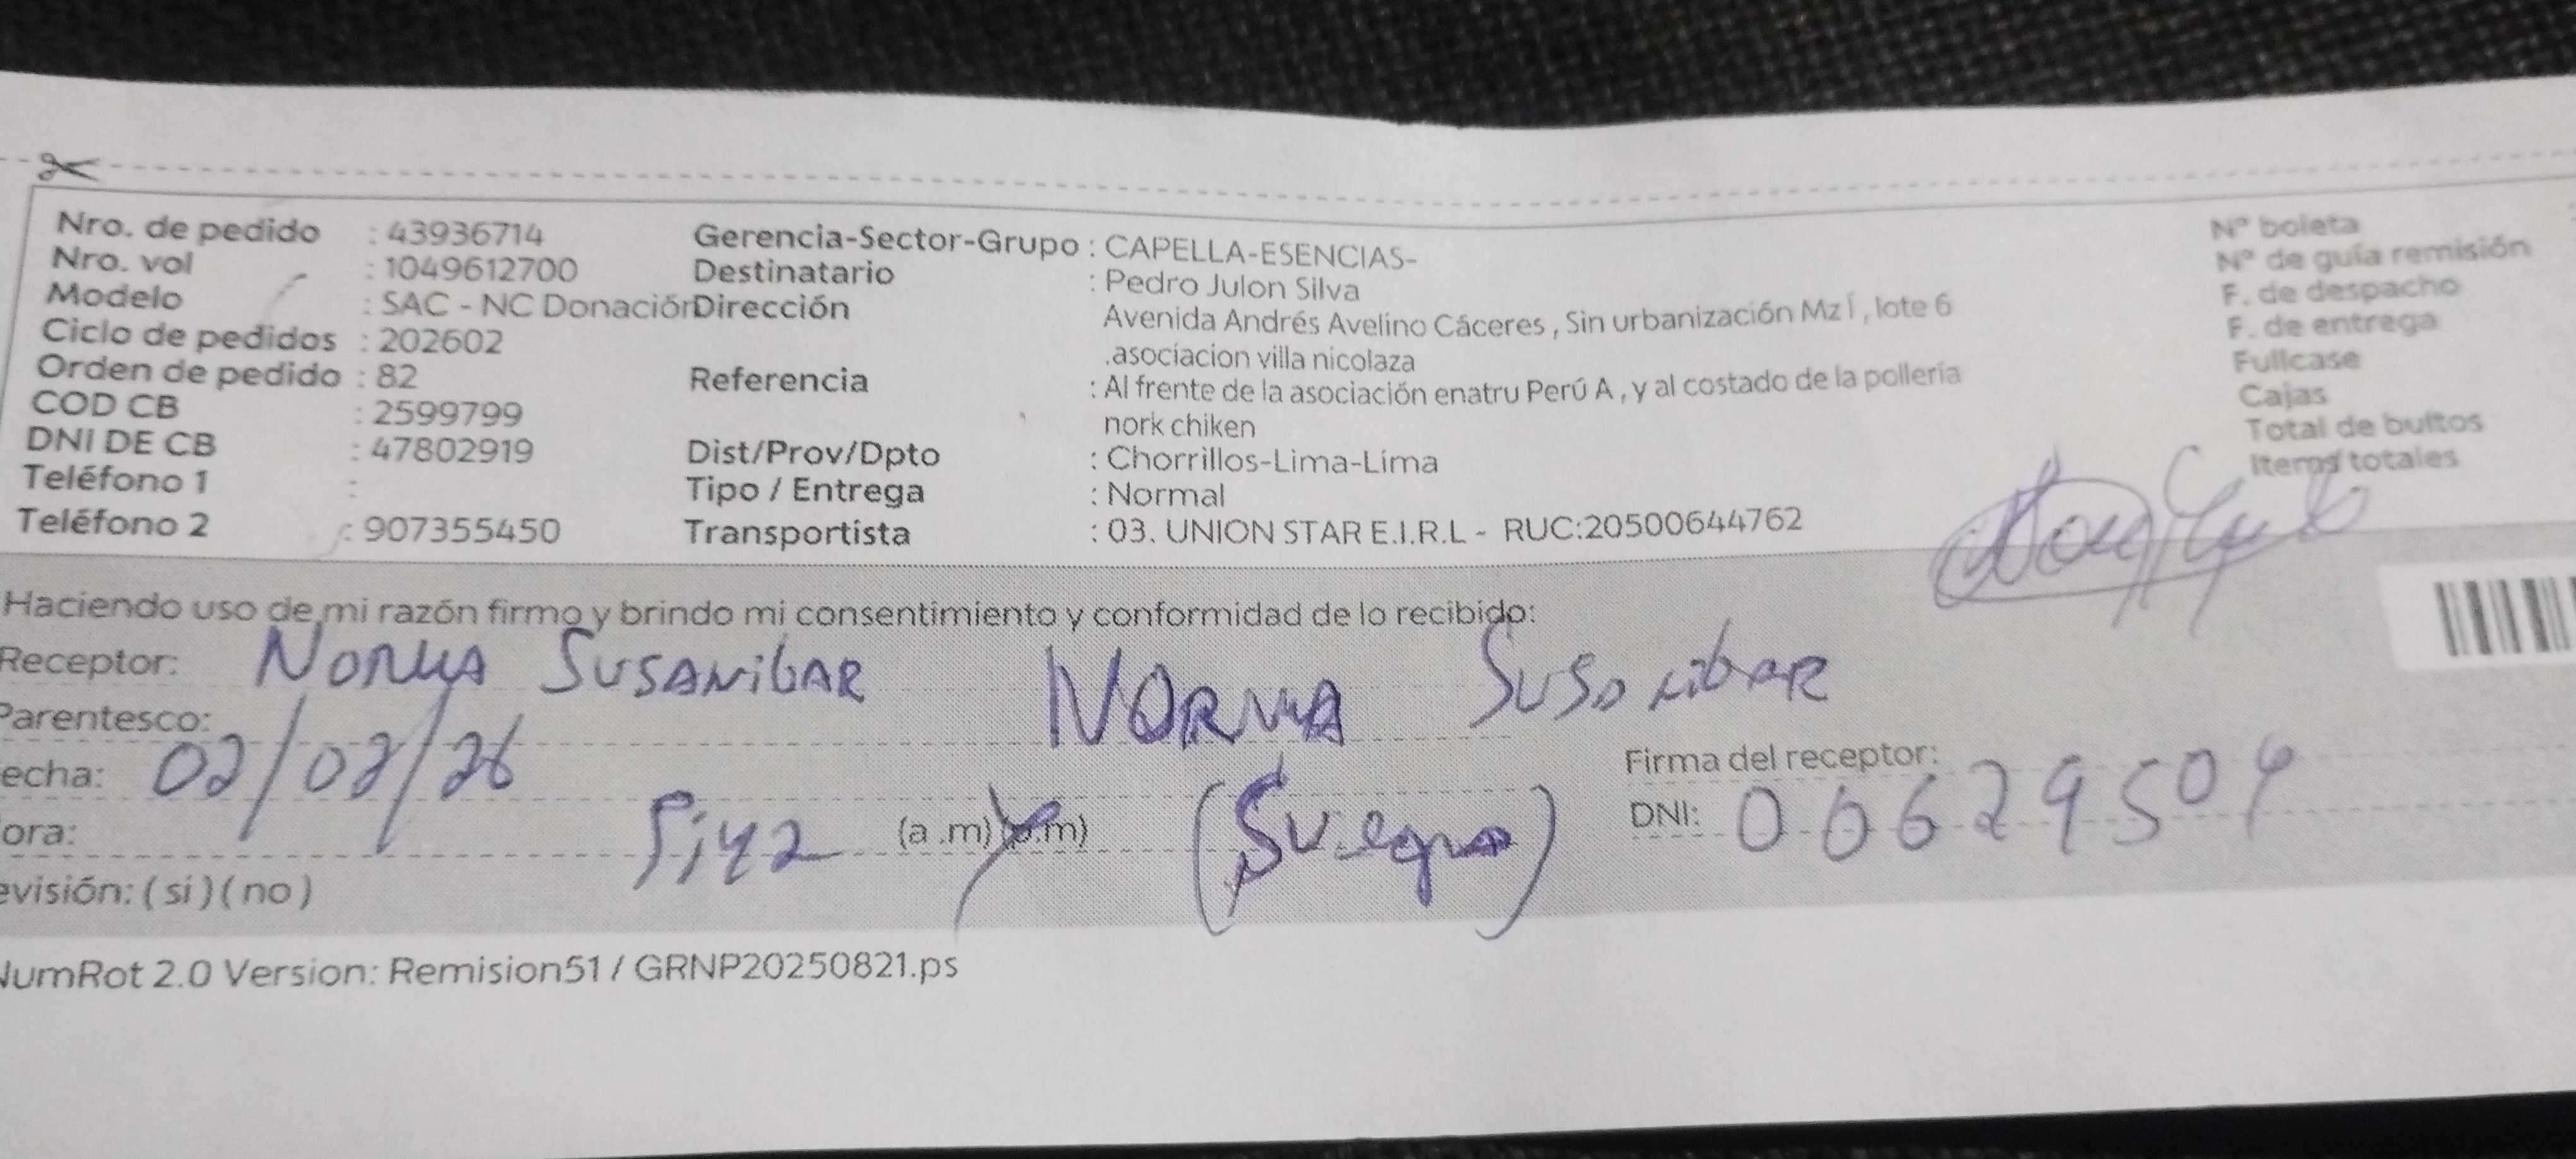 Nro. de pedido : 43936714
Nro. vol : 1049612700
Modelo : SAC - NC Donación
Ciclo de pedidos : 202602
Orden de pedido : 82
COD CB : 2599799
DNI DE CB : 47802919
Teléfono 1 :
Teléfono 2 : 907355450
Gerencia-Sector-Grupo : CAPELLA-ESENCIAS-
Destinatario : Pedro Julon Silva
Dirección Avenida Andrés Avelino Cáceres , Sin urbanización Mz Í , lote 6
.asociacion villa nicolaza
Referencia : Al frente de la asociación enatru Perú A , y al costado de la pollería
nork chiken
Dist/Prov/Dpto : Chorrillos-Lima-Lima
Tipo / Entrega : Normal
Transportista : 03. UNION STAR E.I.R.L - RUC:20500644762
Nº boleta
Nº de guía remisión
F. de despacho
F. de entrega
Fullcase
Cajas
Total de bultos
Items totales
Haciendo uso de mi razón firmo y brindo mi consentimiento y conformidad de lo recibido:
Receptor: NORMA SUSANIBAR NORMA SUSANIBAR
Parentesco:
echa: 02/02/26
Firma del receptor:
ora: (a .m) (p.m) (Suegra) DNI:
evisión: ( si ) ( no )
NumRot 2.0 Version: Remision51 / GRNP20250821.ps